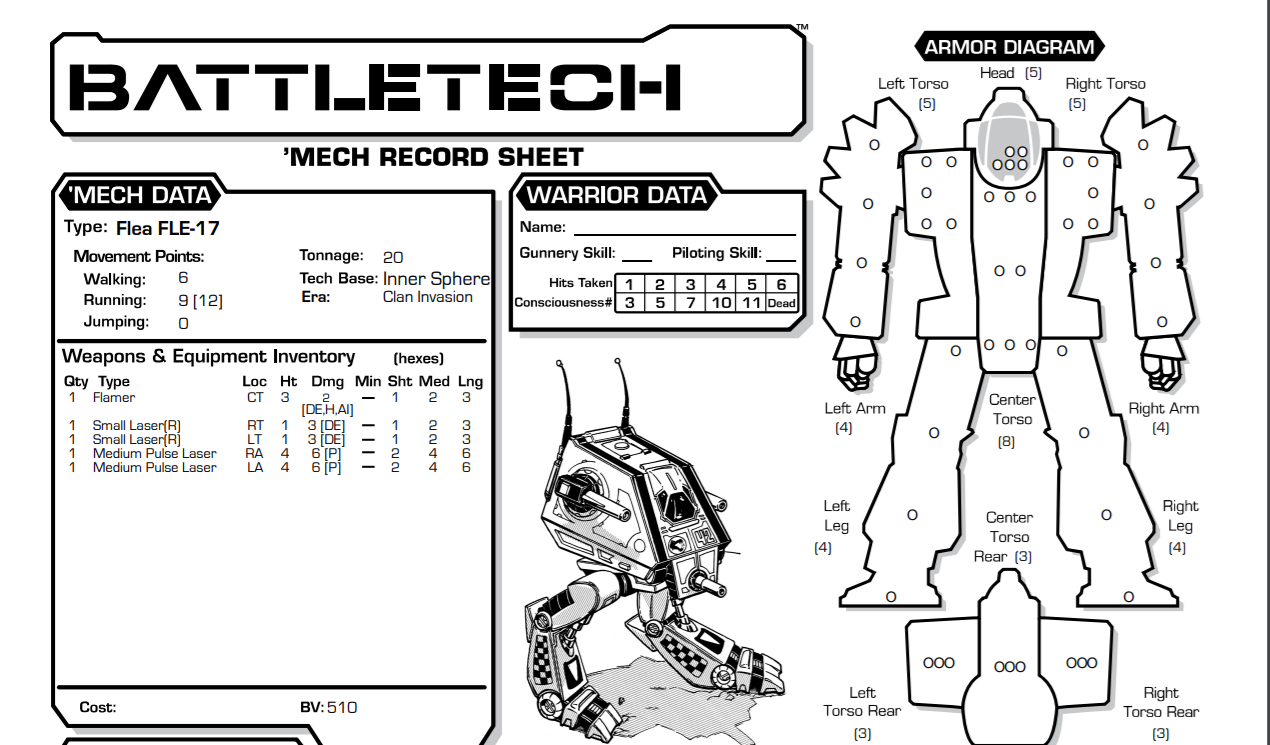 BATTLETECH
™
'MECH RECORD SHEET
'MECH DATA
Type: Flea FLE-17
Movement Points:
Walking: 6
Running: 9 [12]
Jumping: 0
Tonnage: 20
Tech Base: Inner Sphere
Era: Clan Invasion
Weapons & Equipment Inventory (hexes)
Qty Type Loc Ht Dmg Min Sht Med Lng
1 Flamer CT 3 2 — 1 2 3
[DE,H,AI]
1 Small Laser(R) RT 1 3 [DE] — 1 2 3
1 Small Laser(R) LT 1 3 [DE] — 1 2 3
1 Medium Pulse Laser RA 4 6 [P] — 2 4 6
1 Medium Pulse Laser LA 4 6 [P] — 2 4 6
Cost: BV: 510
WARRIOR DATA
Name:
Gunnery Skill: Piloting Skill:
Hits Taken 1 2 3 4 5 6
Consciousness# 3 5 7 10 11 Dead
42
ARMOR DIAGRAM
Head (5)
Left Torso
(5)
Right Torso
(5)
Left Arm
(4)
Center
Torso
(8)
Right Arm
(4)
Left
Leg
(4)
Center
Torso
Rear (3)
Right
Leg
(4)
Left
Torso Rear
(3)
Right
Torso Rear
(3)